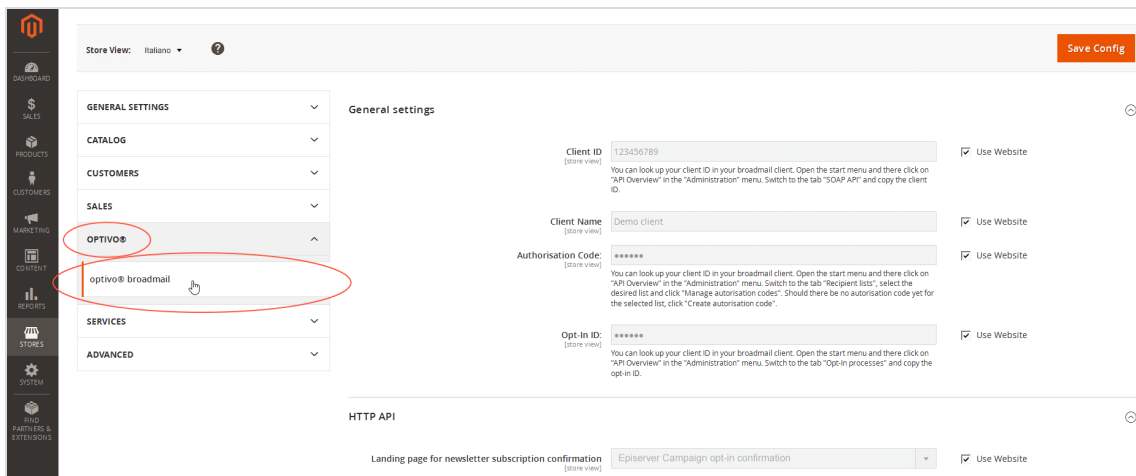 Store View: Italiano
?
Save Config
DASHBOARD
$
SALES
PRODUCTS
CUSTOMERS
MARKETING
CONTENT
REPORTS
STORES
SYSTEM
FIND
PARTNERS &
EXTENSIONS
GENERAL SETTINGS
CATALOG
CUSTOMERS
SALES
OPTIVO®
optivo® broadmail
SERVICES
ADVANCED
General settings
Client ID
[store view]
123456789
Use Website
You can look up your client ID in your broadmail client. Open the start menu and there click on
"API Overview" in the "Administration" menu. Switch to the tab "SOAP API" and copy the client
ID.
Client Name
[store view]
Demo client
Use Website
Authorisation Code:
[store view]
••••••
Use Website
You can look up your client ID in your broadmail client. Open the start menu and there click on
"API Overview" in the "Administration" menu. Switch to the tab "Recipient lists", select the
desired list and click "Manage autorisation codes". Should there be no autorisation code yet for
the selected list, click "Create autorisation code".
Opt-In ID:
[store view]
••••••
Use Website
You can look up your client ID in your broadmail client. Open the start menu and there click on
"API Overview" in the "Administration" menu. Switch to the tab "Opt-In processes" and copy the
opt-in ID.
HTTP API
Landing page for newsletter subscription confirmation
[store view]
Episerver Campaign opt-in confirmation
Use Website